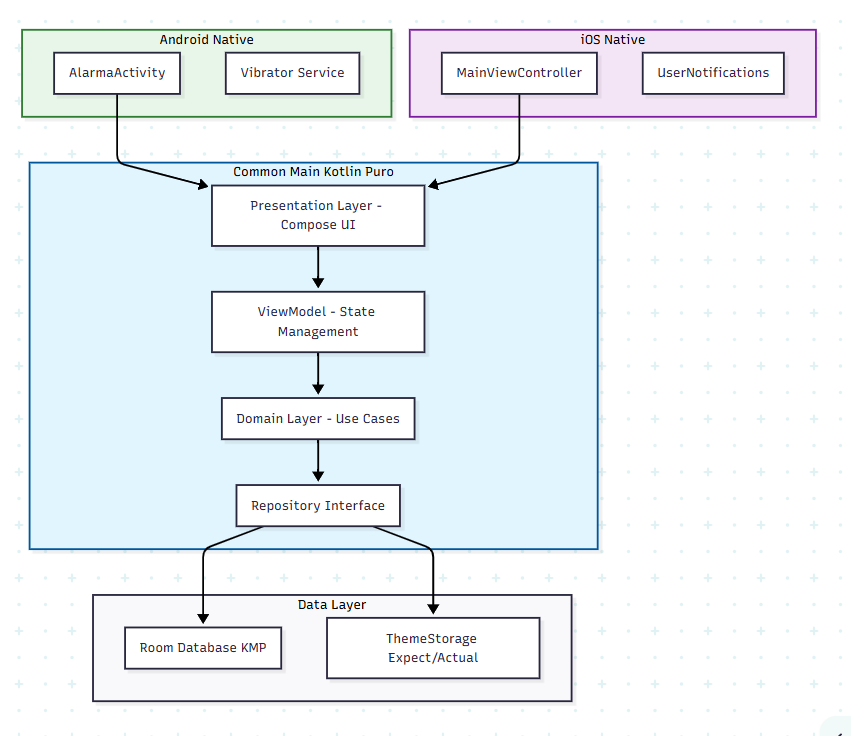 Android Native
iOS Native
AlarmaActivity
Vibrator Service
MainViewController
UserNotifications
Common Main Kotlin Puro
Presentation Layer -
Compose UI
ViewModel - State
Management
Domain Layer - Use Cases
Repository Interface
Data Layer
Room Database KMP
ThemeStorage
Expect/Actual